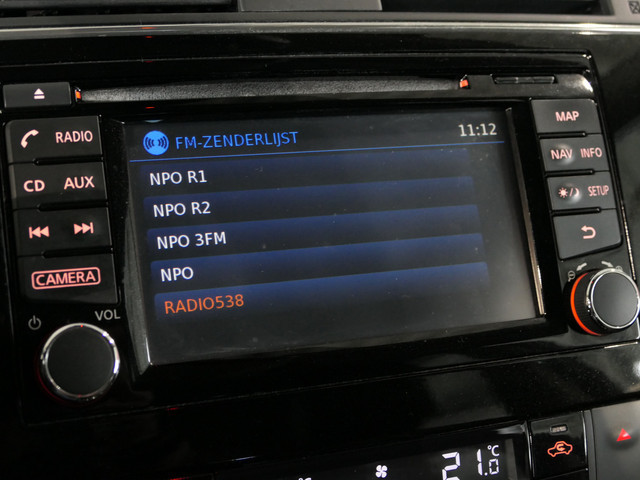 MAP
RADIO
FM-ZENDERLIJST
11:12
NAV
INFO
CD
AUX
NPO R1
NPO R2
SETUP
NPO 3FM
CAMERA
NPO
RADIO538
VOL
21.0
°C
°C